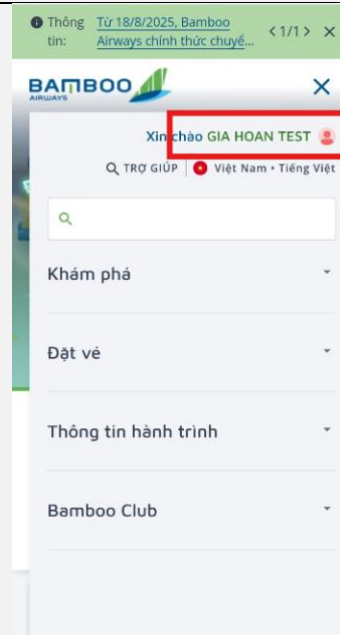 Thông Từ 18/8/2025, Bamboo < 1/1 > ×
tin: Airways chính thức chuyể...
BAMBOO
AIRWAYS
Xin chào GIA HOAN TEST
TRỢ GIÚP Việt Nam • Tiếng Việt
Khám phá
Đặt vé
Thông tin hành trình
Bamboo Club